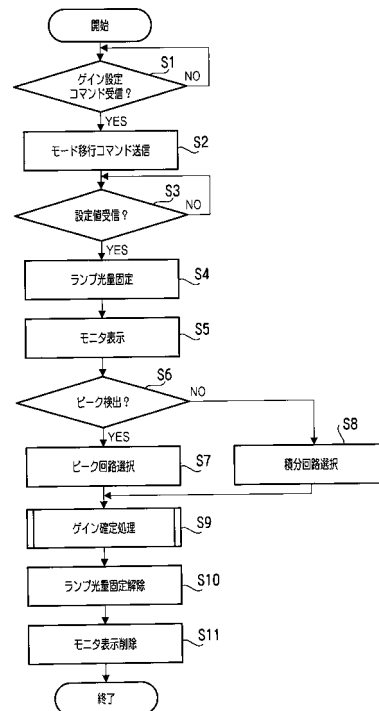 開始
S1
ゲイン設定
コマンド受信?
NO
YES
S2
モード移行コマンド送信
S3
設定値受信?
NO
YES
S4
ランプ光量固定
S5
モニタ表示
S6
ピーク検出?
NO
YES
S7
ピーク回路選択
S8
積分回路選択
S9
ゲイン確定処理
S10
ランプ光量固定解除
S11
モニタ表示削除
終了